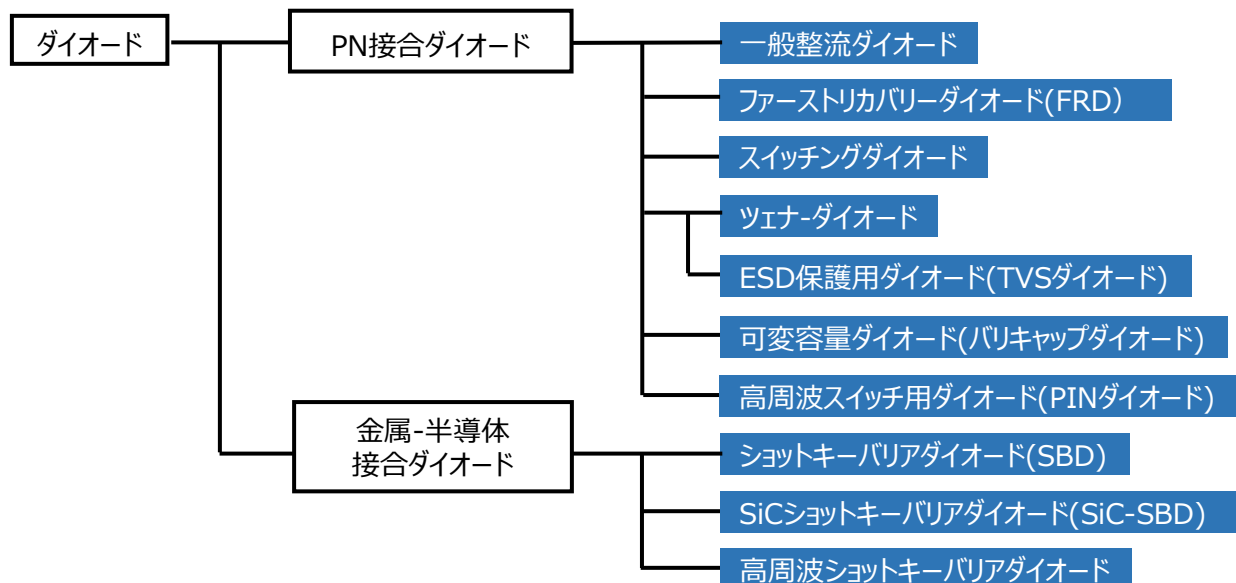 ダイオード
PN接合ダイオード
一般整流ダイオード
ファーストリカバリーダイオード(FRD）
スイッチングダイオード
ツェナ-ダイオード
ESD保護用ダイオード(TVSダイオード)
可変容量ダイオード(バリキャップダイオード)
高周波スイッチ用ダイオード(PINダイオード)
金属-半導体
接合ダイオード
ショットキーバリアダイオード(SBD)
SiCショットキーバリアダイオード(SiC-SBD)
高周波ショットキーバリアダイオード